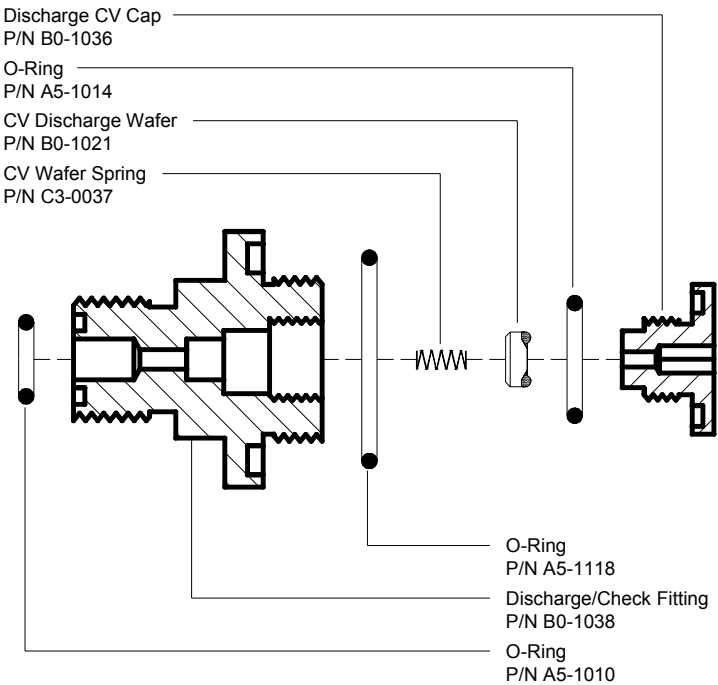 Discharge CV Cap
P/N B0-1036
O-Ring
P/N A5-1014
CV Discharge Wafer
P/N B0-1021
CV Wafer Spring
P/N C3-0037
O-Ring
P/N A5-1118
Discharge/Check Fitting
P/N B0-1038
O-Ring
P/N A5-1010